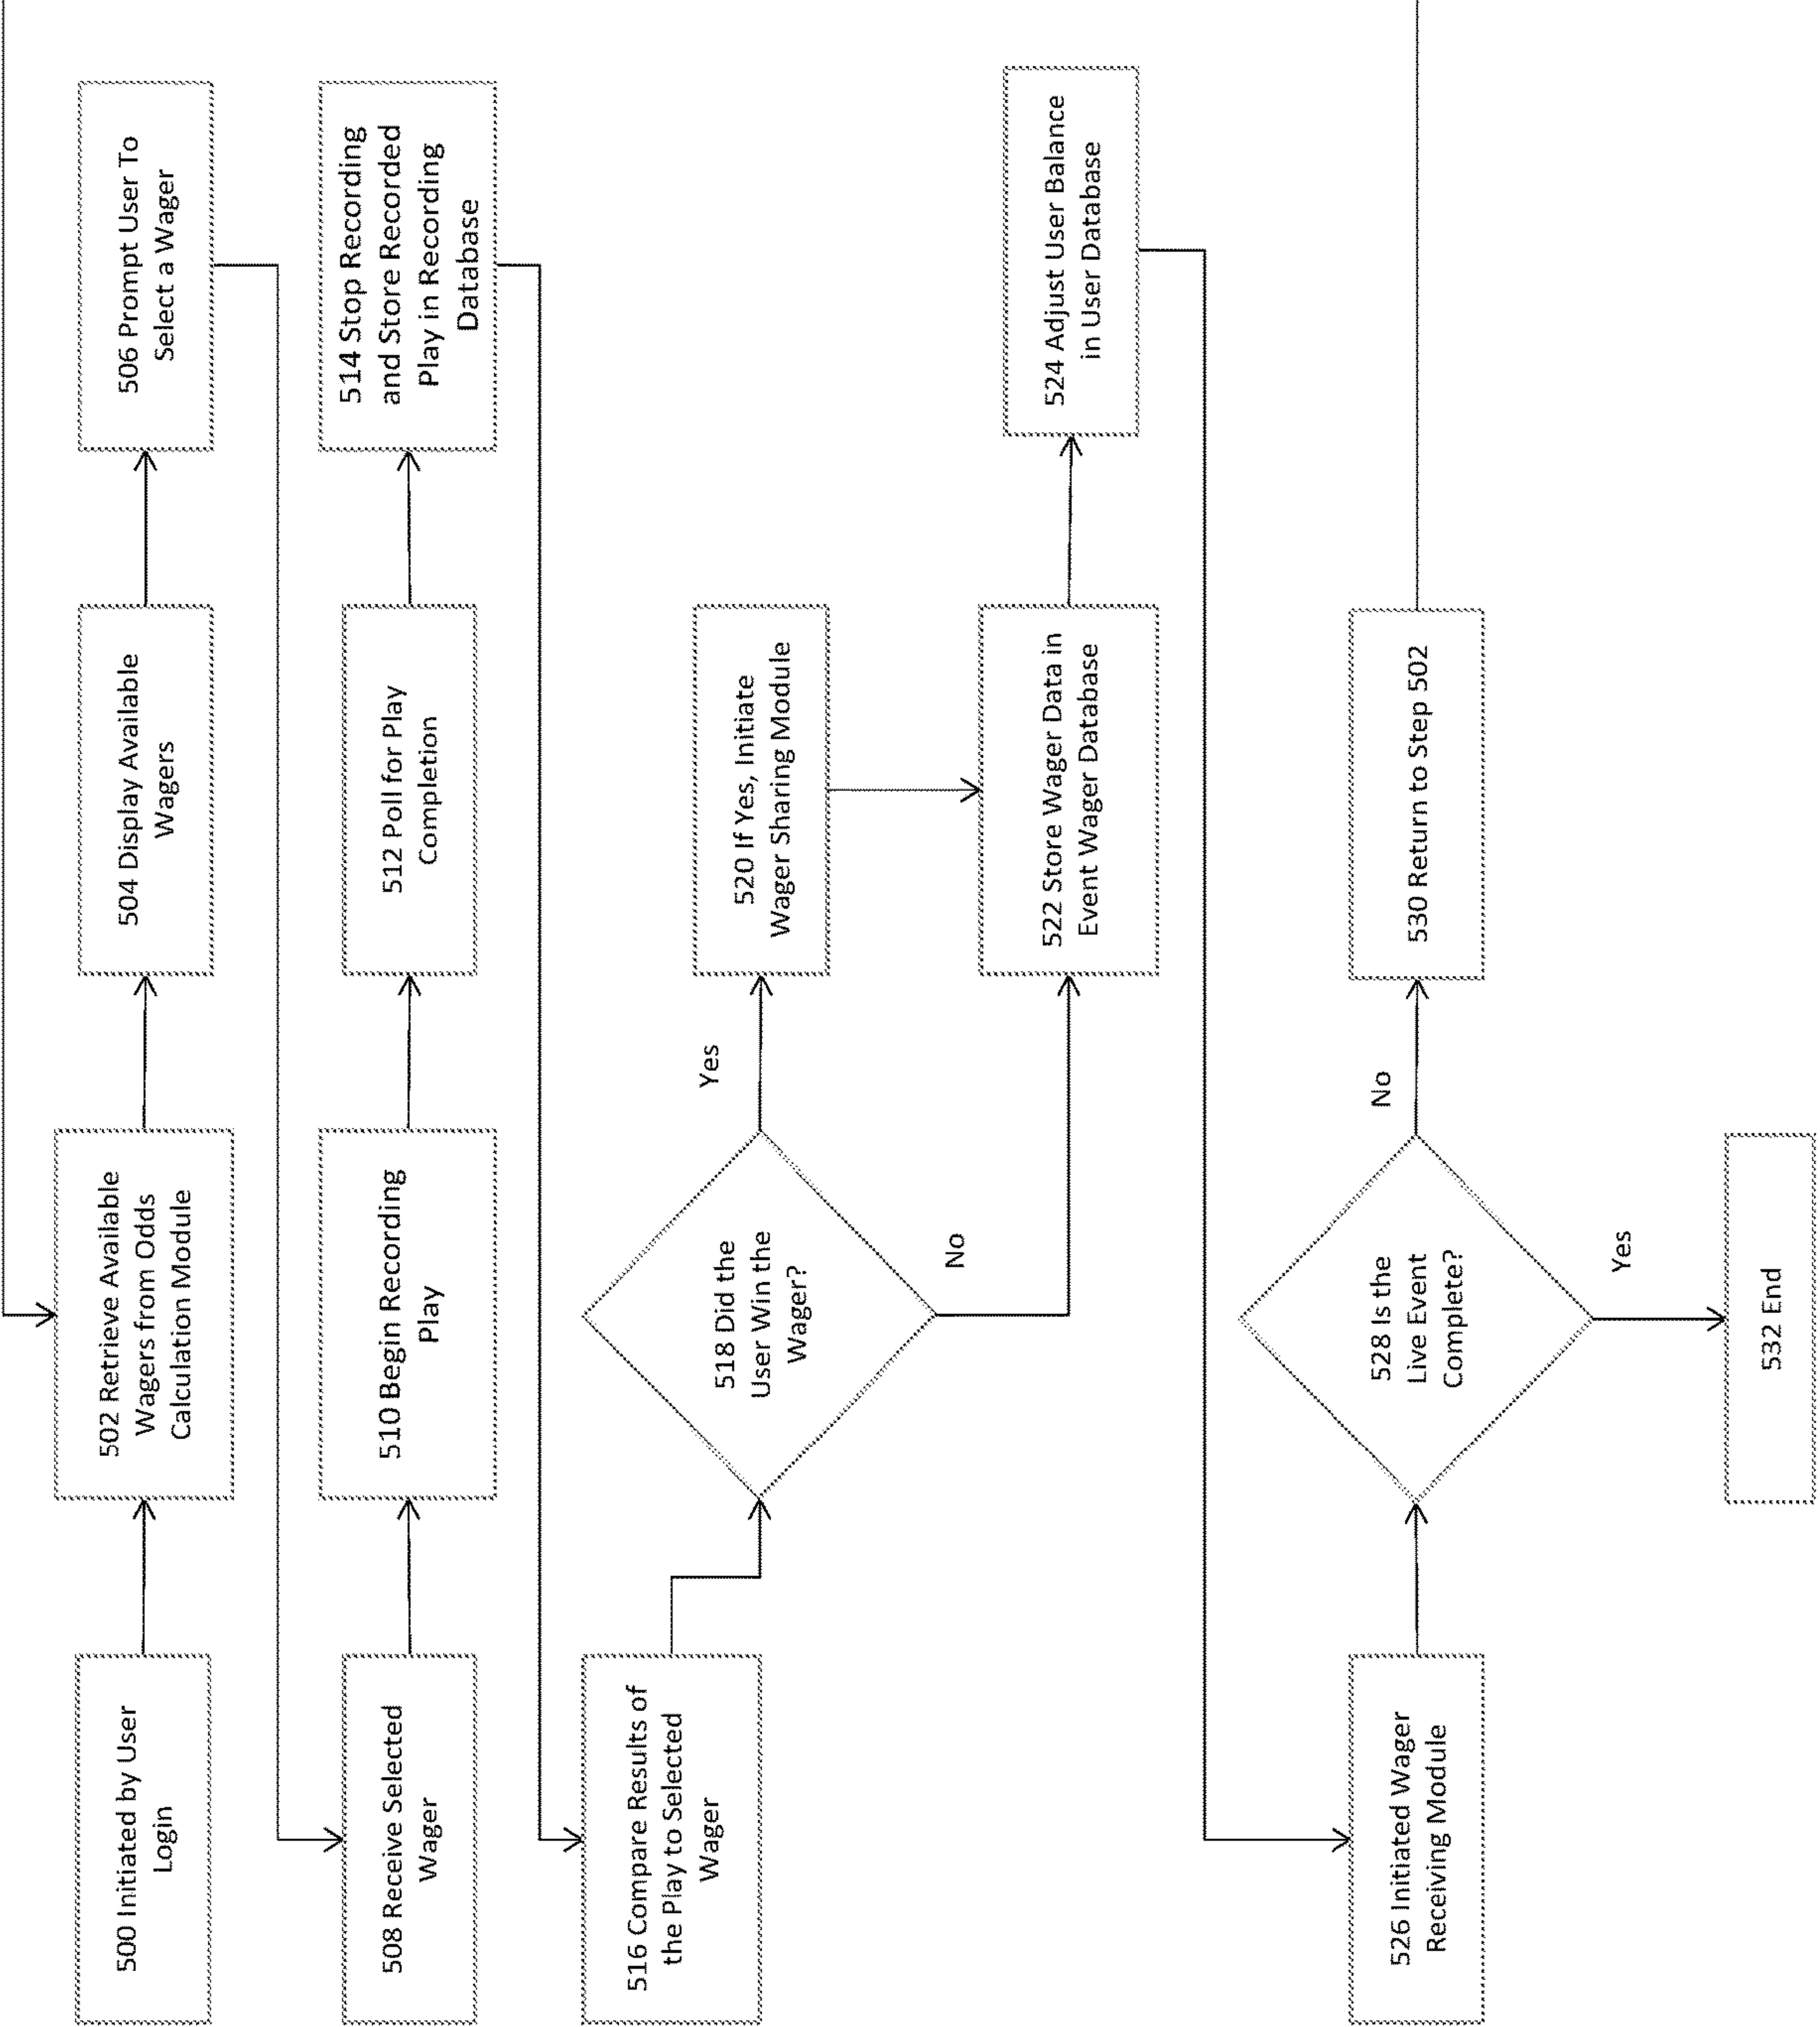 500 Initiated by User
Login
502 Retrieve Available
Wagers from Odds
Calculation Module
504 Display Available
Wagers
506 Prompt User To
Select a Wager
508 Receive Selected
Wager
510 Begin Recording
Play
512 Poll for Play
Completion
514 Stop Recording
and Store Recorded
Play in Recording
Database
516 Compare Results of
the Play to Selected
Wager
518 Did the
User Win the
Wager?
Yes
No
520 If Yes, Initiate
Wager Sharing Module
522 Store Wager Data in
Event Wager Database
524 Adjust User Balance
in User Database
526 Initiated Wager
Receiving Module
528 Is the
Live Event
Complete?
No
Yes
530 Return to Step 502
532 End